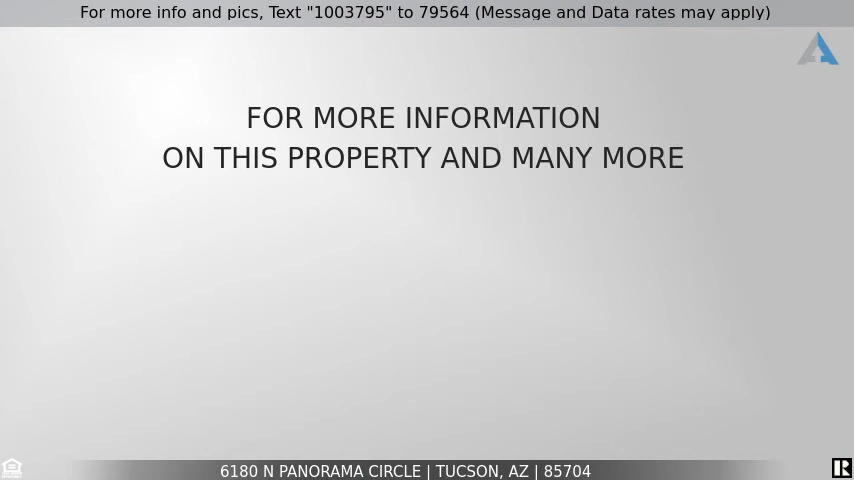 For more info and pics, Text "1003795" to 79564 (Message and Data rates may apply)
FOR MORE INFORMATION
ON THIS PROPERTY AND MANY MORE
6180 N PANORAMA CIRCLE | TUCSON, AZ | 85704